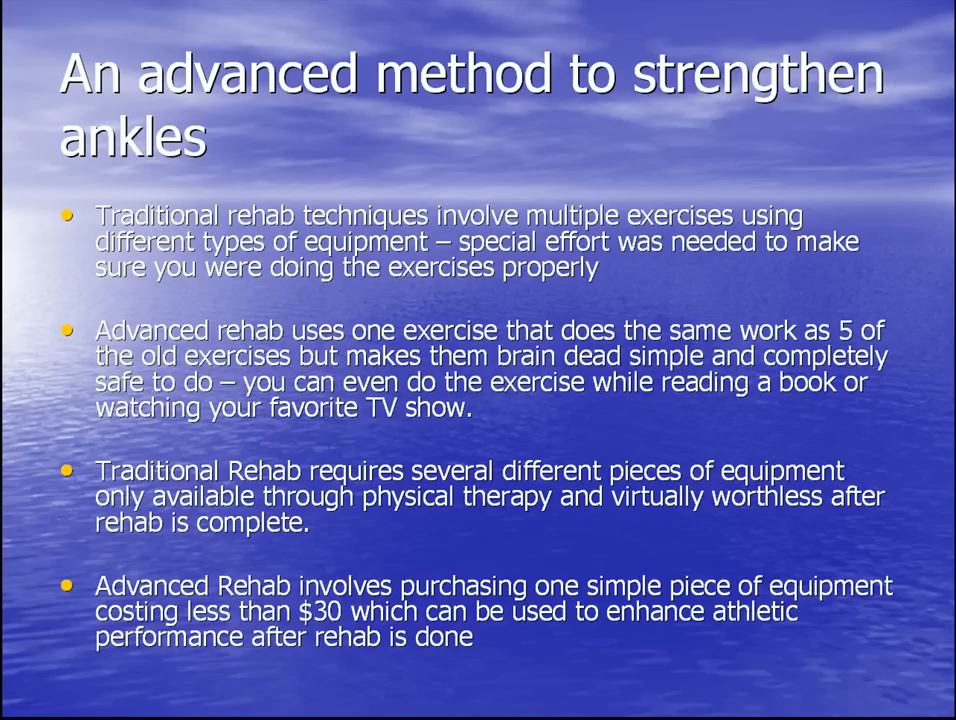 An advanced method to strengthen
ankles
• Traditional rehab techniques involve multiple exercises using
different types of equipment – special effort was needed to make
sure you were doing the exercises properly
• Advanced rehab uses one exercise that does the same work as 5 of
the old exercises but makes them brain dead simple and completely
safe to do – you can even do the exercise while reading a book or
watching your favorite TV show.
• Traditional Rehab requires several different pieces of equipment
only available through physical therapy and virtually worthless after
rehab is complete.
• Advanced Rehab involves purchasing one simple piece of equipment
costing less than $30 which can be used to enhance athletic
performance after rehab is done